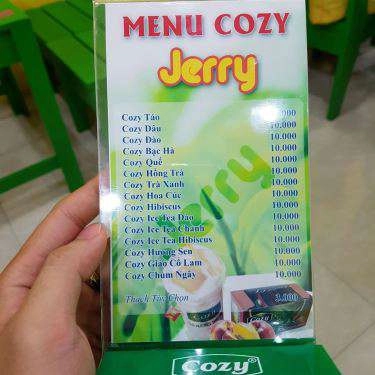 MENU COZY
Jerry
Cozy Táo .000
Cozy Dâu 10.000
Cozy Đào 10.000
Cozy Bạc Hà 10.000
Cozy Quế 10.000
Cozy Hồng Trà 10.000
Cozy Trà Xanh 10.000
Cozy Hoa Cúc 10.000
Cozy Hibiscus 10.000
Cozy Ice Tea Đào 10.000
Cozy Ice Tea Chanh 10.000
Cozy Ice Tea Hibiscus 10.000
Cozy Hương Sen 10.000
Cozy Giảo Cổ Lam 10.000
Cozy Chùm Ngây 10.000
Thạch Tùy Chọn 3.000
Jerry
Cozy
Cozy®